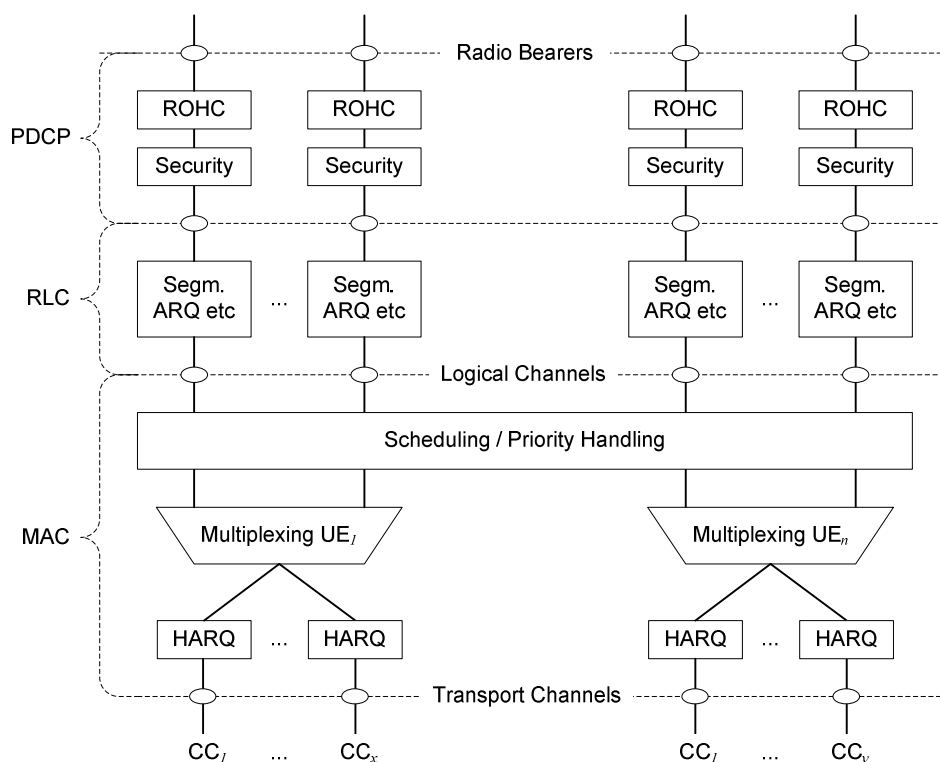 Radio Bearers
ROHC ROHC ROHC ROHC
PDCP
Security Security Security Security
Segm. ARQ etc ... Segm. ARQ etc Segm. ARQ etc ... Segm. ARQ etc
RLC
Logical Channels
Scheduling / Priority Handling
Multiplexing UE1 Multiplexing UEn
MAC
HARQ ... HARQ HARQ ... HARQ
Transport Channels
CC1 ... CCx CC1 ... CCy